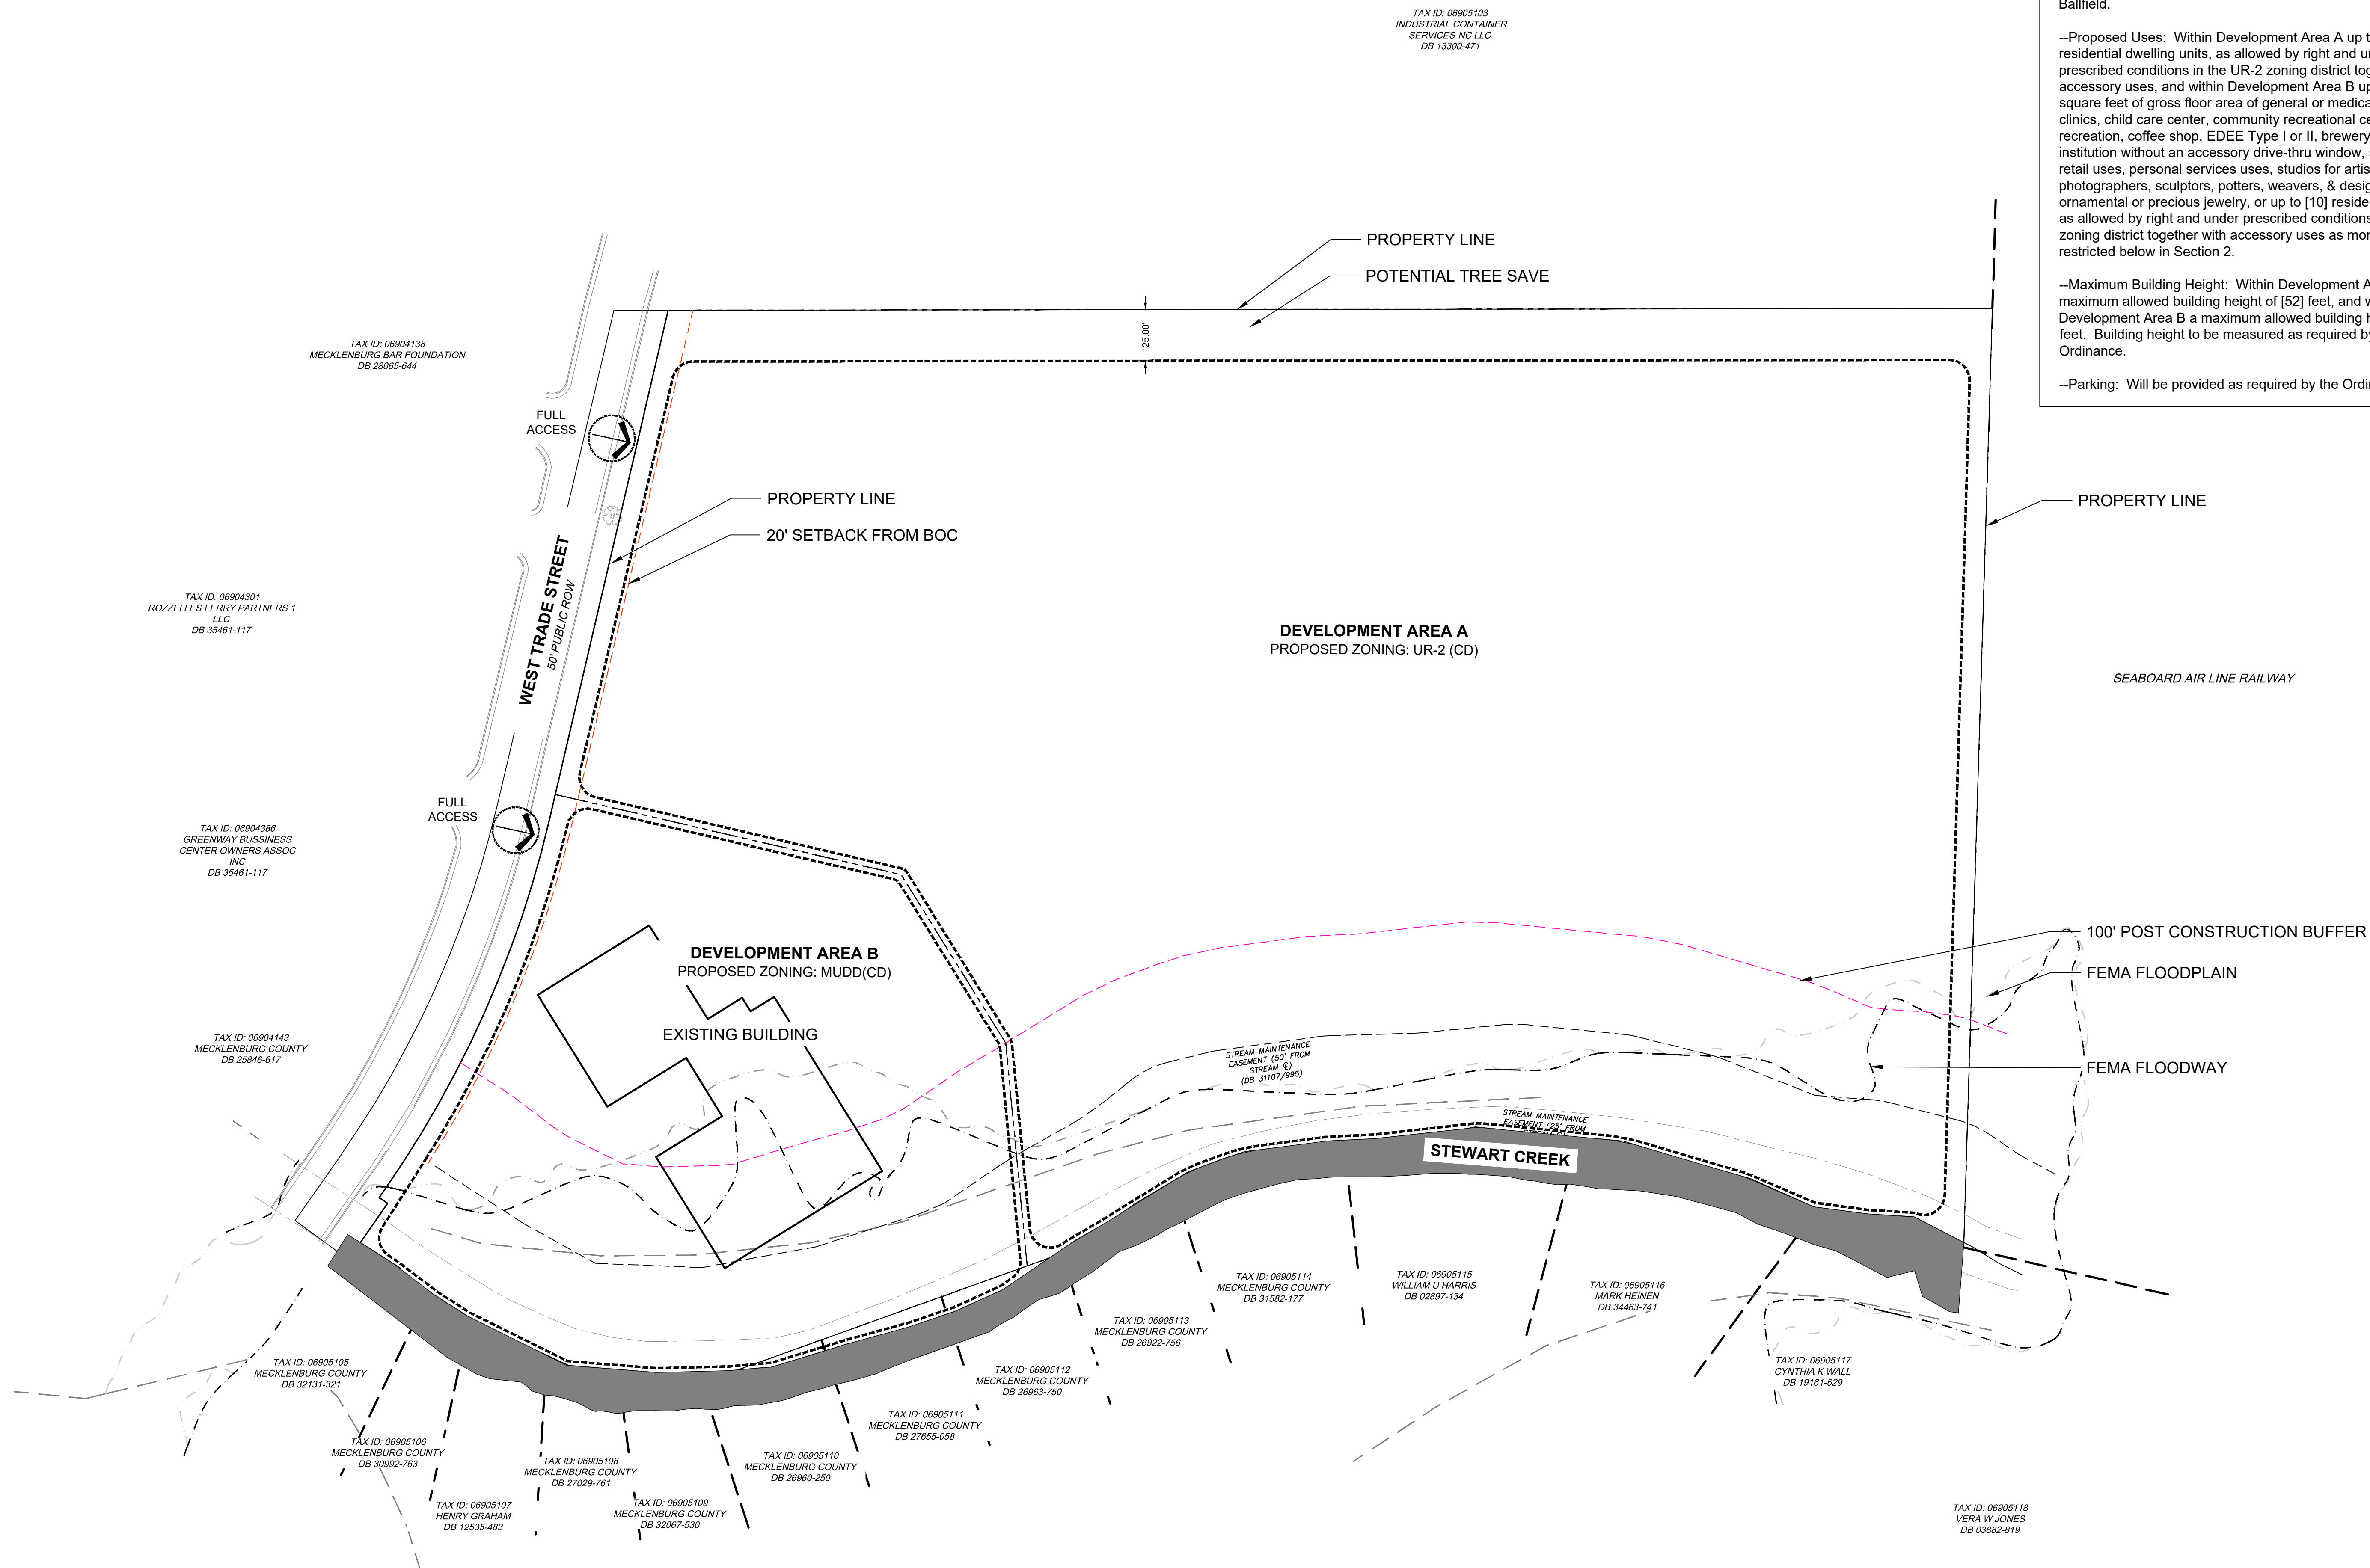 TAX ID: 06905103
INDUSTRIAL CONTAINER
SERVICES-NC LLC
DB 13300-471
Ballfield.
--Proposed Uses: Within Development Area A up
residential dwelling units, as allowed by right and
prescribed conditions in the UR-2 zoning district
accessory uses, and within Development Area B
square feet of gross floor area of general or
clinics, child care center, community recreational
recreation, coffee shop, EDEE Type I or II, brewery
institution without an accessory drive-thru window,
retail uses, personal services uses, studios for
photographers, sculptors, potters, weavers, &
ornamental or precious jewelry, or up to [10]
as allowed by right and under prescribed conditions
zoning district together with accessory uses as
restricted below in Section 2.
--Maximum Building Height: Within Development
maximum allowed building height of [52] feet, and
Development Area B a maximum allowed building
feet. Building height to be measured as required by
Ordinance.
--Parking: Will be provided as required by the
PROPERTY LINE
POTENTIAL TREE SAVE
25.00'
TAX ID: 06904138
MECKLENBURG BAR FOUNDATION
DB 28065-644
FULL
ACCESS
PROPERTY LINE
20' SETBACK FROM BOC
PROPERTY LINE
WEST TRADE STREET
50' PUBLIC ROW
TAX ID: 06904301
ROZZELLES FERRY PARTNERS 1
LLC
DB 35461-117
DEVELOPMENT AREA A
PROPOSED ZONING: UR-2 (CD)
SEABOARD AIR LINE RAILWAY
FULL
ACCESS
TAX ID: 06904386
GREENWAY BUSSINESS
CENTER OWNERS ASSOC
INC
DB 35461-117
DEVELOPMENT AREA B
PROPOSED ZONING: MUDD(CD)
EXISTING BUILDING
100' POST CONSTRUCTION BUFFER
FEMA FLOODPLAIN
FEMA FLOODWAY
TAX ID: 06904143
MECKLENBURG COUNTY
DB 25846-617
STREAM MAINTENANCE
EASEMENT (50' FROM
STREAM ℄)
(DB 31107/995)
STREAM MAINTENANCE
EASEMENT (25' FROM
STEWART CREEK
TAX ID: 06905114
MECKLENBURG COUNTY
DB 31582-177
TAX ID: 06905115
WILLIAM U HARRIS
DB 02897-134
TAX ID: 06905116
MARK HEINEN
DB 34463-741
TAX ID: 06905113
MECKLENBURG COUNTY
DB 26922-756
TAX ID: 06905105
MECKLENBURG COUNTY
DB 32131-321
TAX ID: 06905112
MECKLENBURG COUNTY
DB 26963-750
TAX ID: 06905117
CYNTHIA K WALL
DB 19161-629
TAX ID: 06905111
MECKLENBURG COUNTY
DB 27655-058
TAX ID: 06905106
MECKLENBURG COUNTY
DB 30992-763
TAX ID: 06905108
MECKLENBURG COUNTY
DB 27029-761
TAX ID: 06905110
MECKLENBURG COUNTY
DB 26960-250
TAX ID: 06905107
HENRY GRAHAM
DB 12535-483
TAX ID: 06905109
MECKLENBURG COUNTY
DB 32067-530
TAX ID: 06905118
VERA W JONES
DB 03882-819